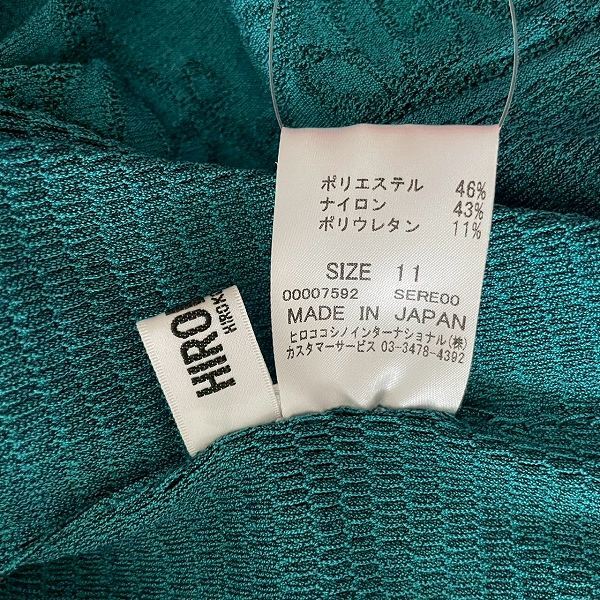 ポリエステル 46%
ナイロン 43%
ポリウレタン 11%
SIZE 11
00007592 SERE00
MADE IN JAPAN
ヒロココシノインターナショナル(株)
カスタマーサービス 03-3478-4392